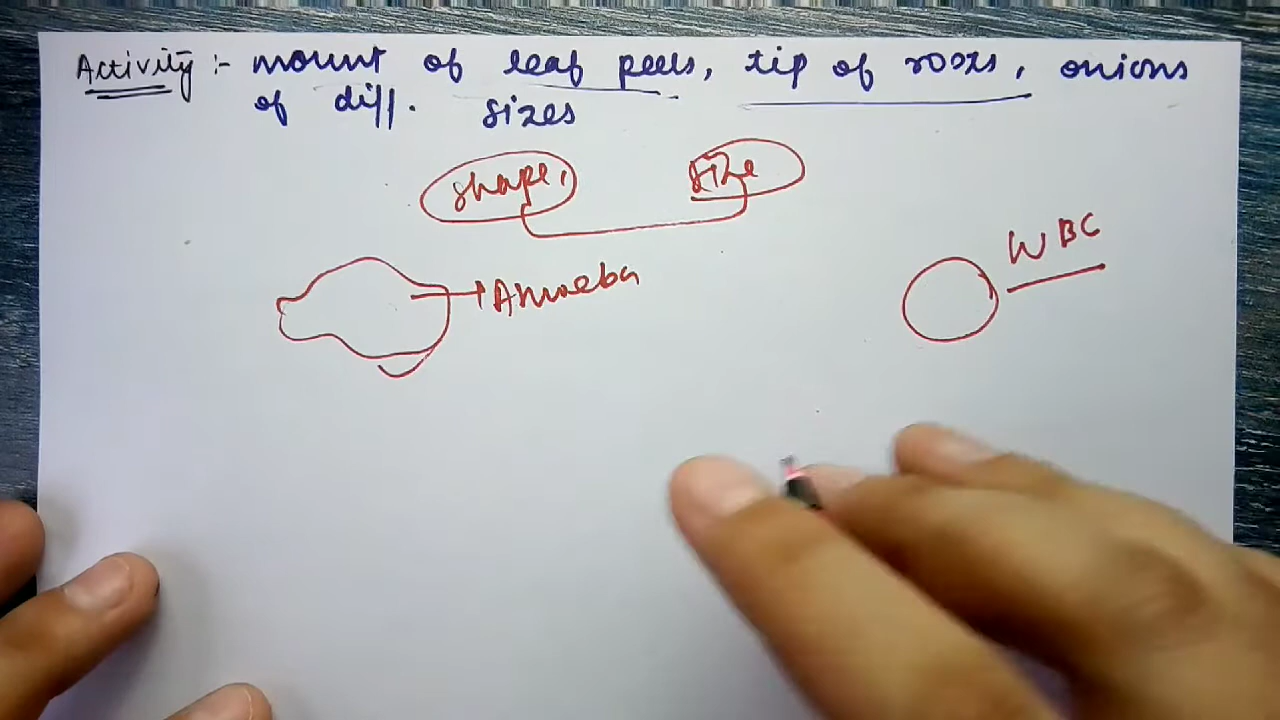 Activity :- mount of leaf peels, tip of roots, onions
of diff. sizes
shape, size
Amoeba
WBC